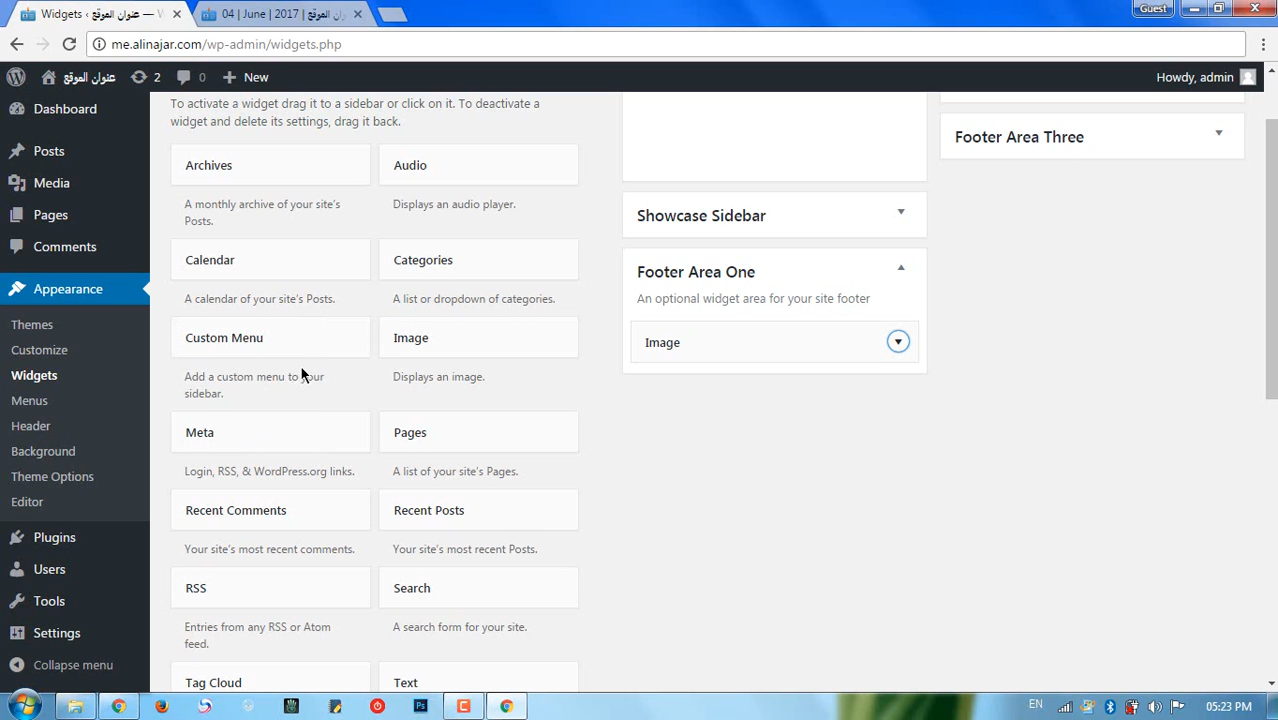 Widgets ‹ عنوان الموقع — W
04 | June | 2017 | عنوان الموقع
Guest
me.alinajar.com/wp-admin/widgets.php
عنوان الموقع
2
0
New
Howdy, admin
Dashboard
Posts
Media
Pages
Comments
Appearance
Themes
Customize
Widgets
Menus
Header
Background
Theme Options
Editor
Plugins
Users
Tools
Settings
Collapse menu
To activate a widget drag it to a sidebar or click on it. To deactivate a
widget and delete its settings, drag it back.
Archives
A monthly archive of your site's
Posts.
Audio
Displays an audio player.
Calendar
A calendar of your site's Posts.
Categories
A list or dropdown of categories.
Custom Menu
Add a custom menu to your
sidebar.
Image
Displays an image.
Meta
Login, RSS, & WordPress.org links.
Pages
A list of your site's Pages.
Recent Comments
Your site's most recent comments.
Recent Posts
Your site's most recent Posts.
RSS
Entries from any RSS or Atom
feed.
Search
A search form for your site.
Tag Cloud
Text
Showcase Sidebar
Footer Area One
An optional widget area for your site footer
Image
Footer Area Three
Ps
EN
05:23 PM